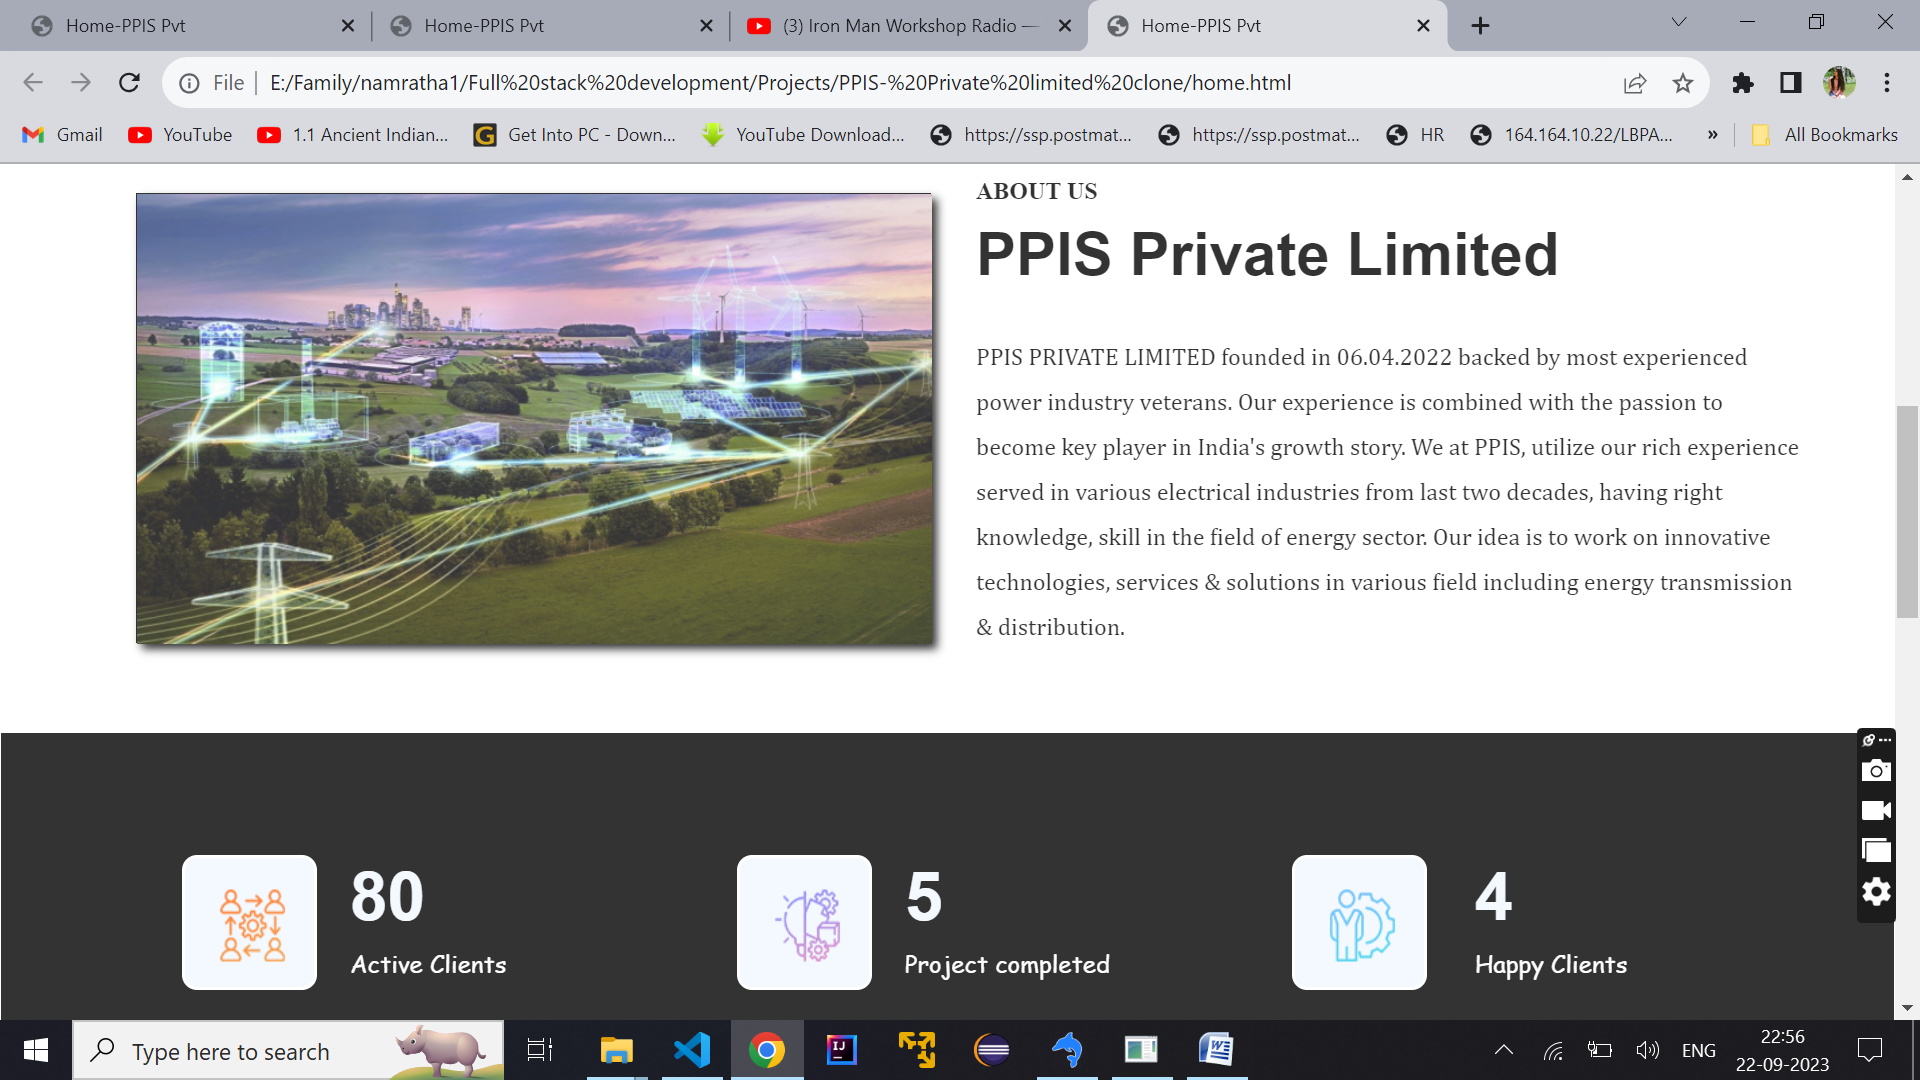 Home-PPIS Pvt
Home-PPIS Pvt
(3) Iron Man Workshop Radio —
Home-PPIS Pvt
File
E:/Family/namratha1/Full%20stack%20development/Projects/PPIS-%20Private%20limited%20clone/home.html
Gmail
YouTube
1.1 Ancient Indian...
Get Into PC - Down...
YouTube Download...
https://ssp.postmat...
https://ssp.postmat...
HR
164.164.10.22/LBPA...
»
All Bookmarks
ABOUT US
PPIS Private Limited
PPIS PRIVATE LIMITED founded in 06.04.2022 backed by most experienced
power industry veterans. Our experience is combined with the passion to
become key player in India's growth story. We at PPIS, utilize our rich experience
served in various electrical industries from last two decades, having right
knowledge, skill in the field of energy sector. Our idea is to work on innovative
technologies, services & solutions in various field including energy transmission
& distribution.
80
Active Clients
5
Project completed
4
Happy Clients
Type here to search
IJ
W
ENG
22:56
22-09-2023